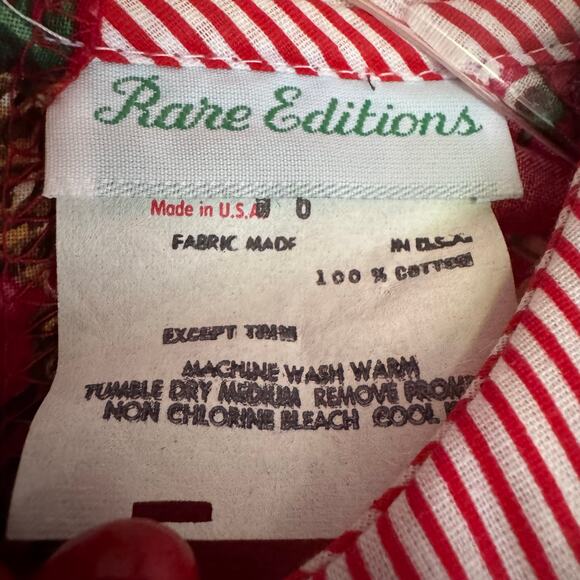 Rare Editions
Made in U.S.A
FABRIC MADE IN U.S.A.
100 % COTTON
EXCEPT TRIM
MACHINE WASH WARM
TUMBLE DRY MEDIUM REMOVE PROM
NON CHLORINE BLEACH COOL